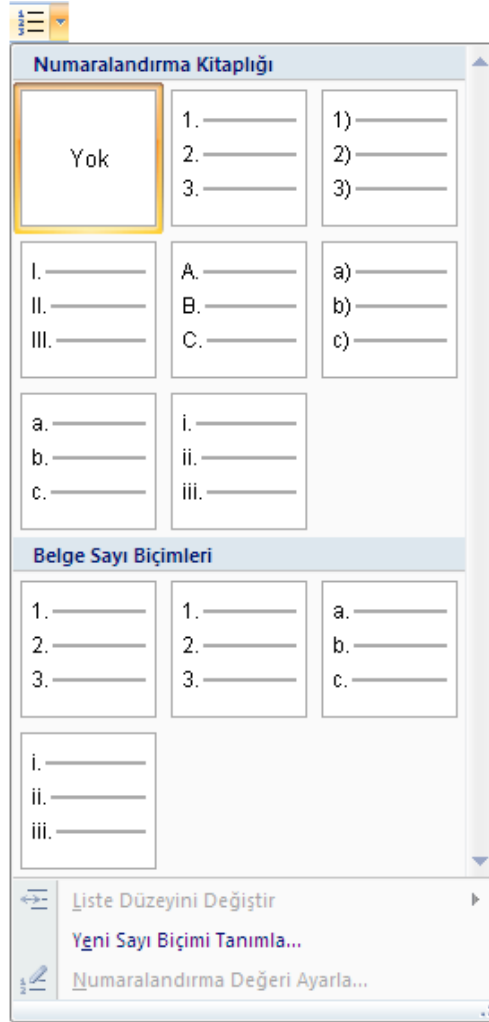 Numaralandırma Kitaplığı
Yok
1.
2.
3.
1)
2)
3)
I.
II.
III.
A.
B.
C.
a)
b)
c)
a.
b.
c.
i.
ii.
iii.
Belge Sayı Biçimleri
1.
2.
3.
1.
2.
3.
a.
b.
c.
i.
ii.
iii.
Liste Düzeyini Değiştir
Yeni Sayı Biçimi Tanımla...
Numaralandırma Değeri Ayarla...